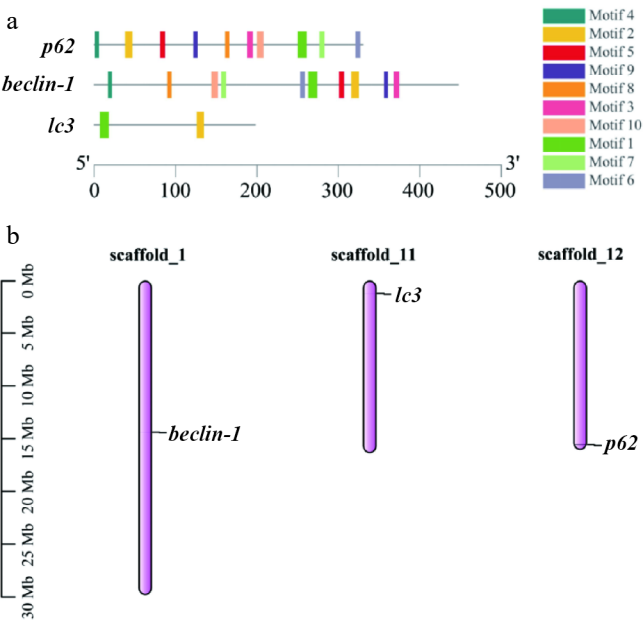 a
p62
beclin-1
lc3
5' 3'
0 100 200 300 400 500
Motif 4
Motif 2
Motif 5
Motif 9
Motif 8
Motif 3
Motif 10
Motif 1
Motif 7
Motif 6
b
scaffold_1 scaffold_11 scaffold_12
0 Mb
5 Mb
10 Mb
15 Mb
20 Mb
25 Mb
30 Mb
beclin-1
lc3
p62